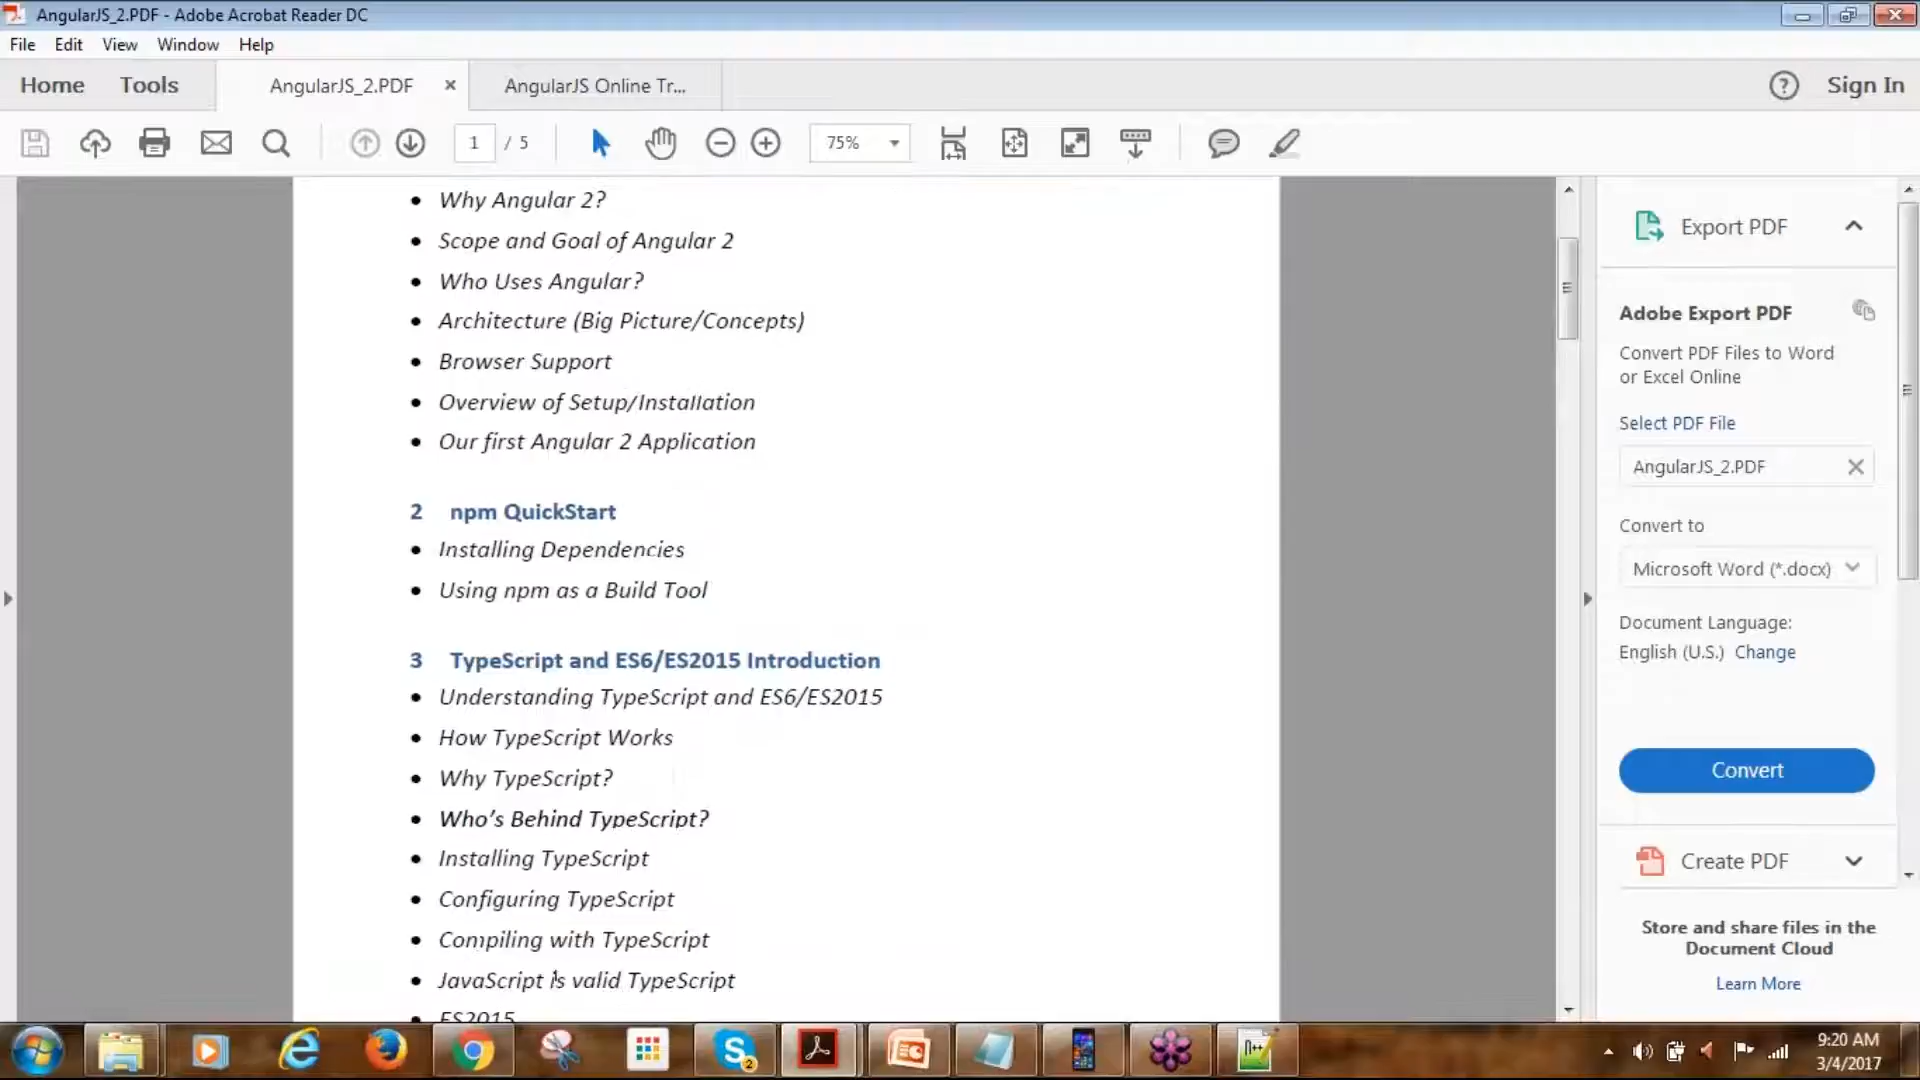 AngularJS_2.PDF - Adobe Acrobat Reader DC
File Edit View Window Help
Home Tools AngularJS_2.PDF × AngularJS Online Tr... ? Sign In
1 / 5 75%
• Why Angular 2?
• Scope and Goal of Angular 2
• Who Uses Angular?
• Architecture (Big Picture/Concepts)
• Browser Support
• Overview of Setup/Installation
• Our first Angular 2 Application
2 npm QuickStart
• Installing Dependencies
• Using npm as a Build Tool
3 TypeScript and ES6/ES2015 Introduction
• Understanding TypeScript and ES6/ES2015
• How TypeScript Works
• Why TypeScript?
• Who's Behind TypeScript?
• Installing TypeScript
• Configuring TypeScript
• Compiling with TypeScript
• JavaScript is valid TypeScript
• ES2015
Export PDF
Adobe Export PDF
Convert PDF Files to Word
or Excel Online
Select PDF File
AngularJS_2.PDF
Convert to
Microsoft Word (*.docx)
Document Language:
English (U.S.) Change
Convert
Create PDF
Store and share files in the
Document Cloud
Learn More
S 2
n++
9:20 AM
3/4/2017